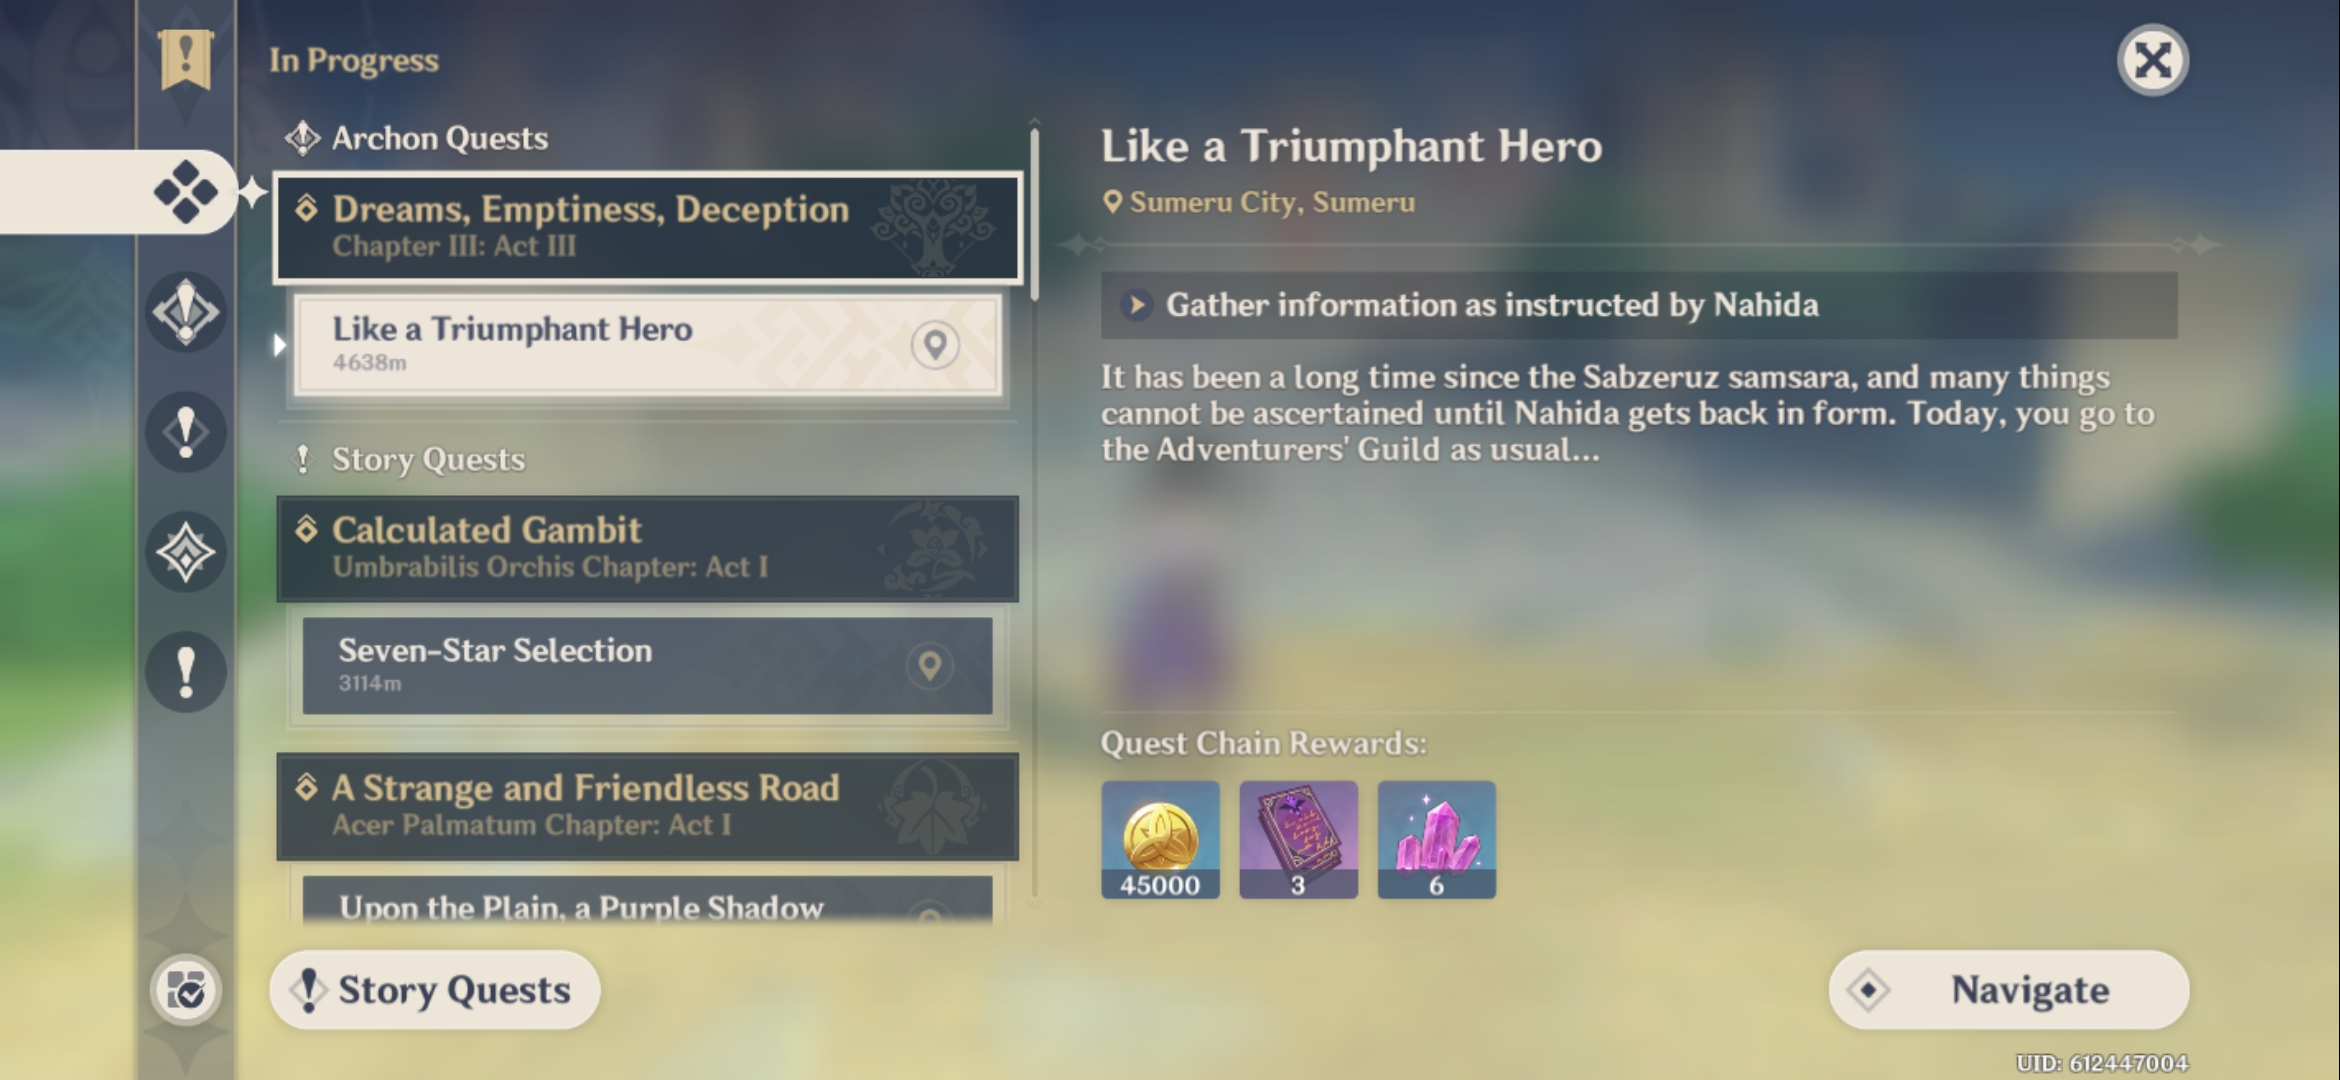 In Progress
Archon Quests
Dreams, Emptiness, Deception
Chapter III: Act III
Like a Triumphant Hero
4638m
Story Quests
Calculated Gambit
Umbrabilis Orchis Chapter: Act I
Seven-Star Selection
3114m
A Strange and Friendless Road
Acer Palmatum Chapter: Act I
Upon the Plain, a Purple Shadow
Story Quests
Like a Triumphant Hero
Sumeru City, Sumeru
Gather information as instructed by Nahida
It has been a long time since the Sabzeruz samsara, and many things
cannot be ascertained until Nahida gets back in form. Today, you go to
the Adventurers' Guild as usual...
Quest Chain Rewards:
45000
3
6
Navigate
UID: 612447004